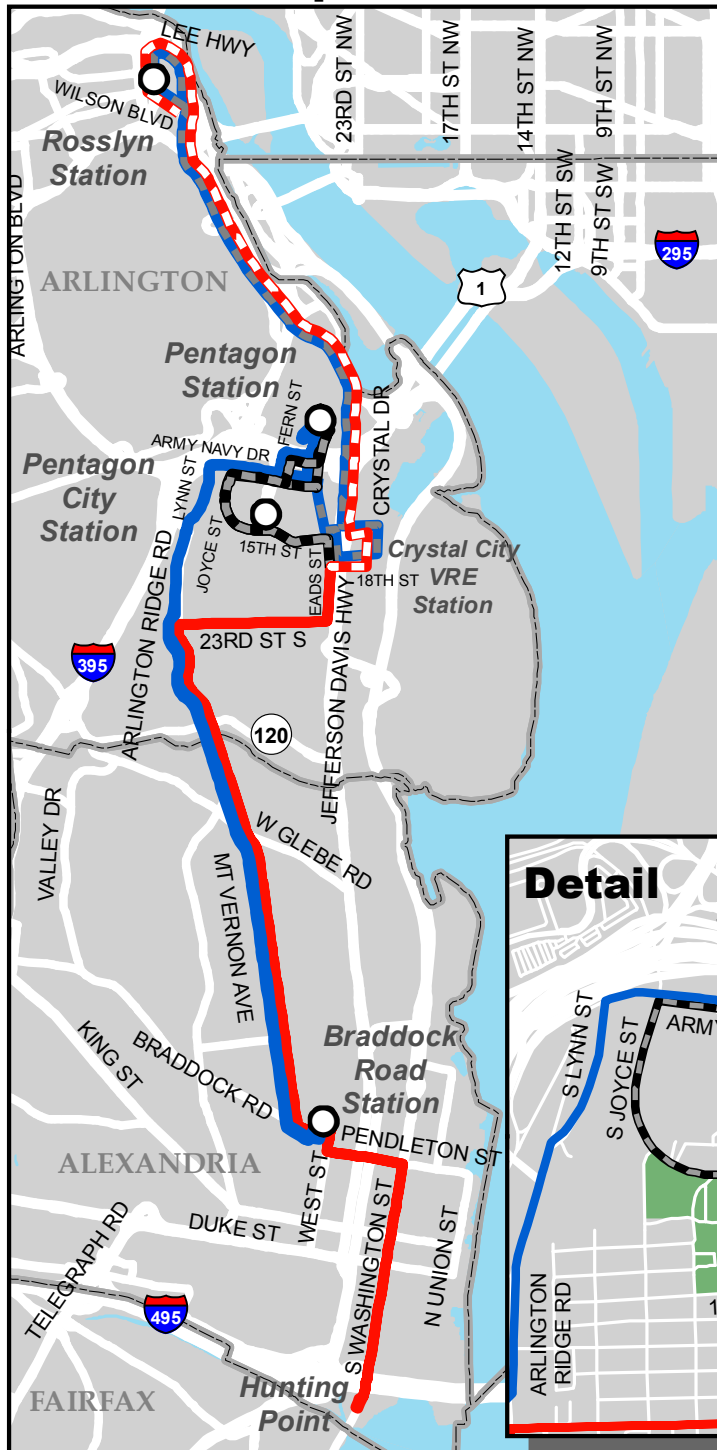 LEE HWY
WILSON BLVD
Rosslyn
Station
23RD ST NW
17TH ST NW
14TH ST NW
9TH ST NW
12TH ST SW
9TH ST SW
295
1
ARLINGTON BLVD
ARLINGTON
Pentagon
Station
FERN ST
ARMY NAVY DR
CRYSTAL DR
Pentagon
City
Station
LYNN ST
JOYCE ST
15TH ST
EADS ST
18TH ST
Crystal City
VRE
Station
ARLINGTON RIDGE RD
23RD ST S
395
JEFFERSON DAVIS HWY
120
VALLEY DR
W GLEBE RD
MT VERNON AVE
KING ST
BRADDOCK RD
Braddock
Road
Station
PENDLETON ST
ALEXANDRIA
WEST ST
DUKE ST
TELEGRAPH RD
S WASHINGTON ST
N UNION ST
495
FAIRFAX
Hunting
Point
Detail
S LYNN ST
S JOYCE ST
ARMY
ARLINGTON
RIDGE RD
1